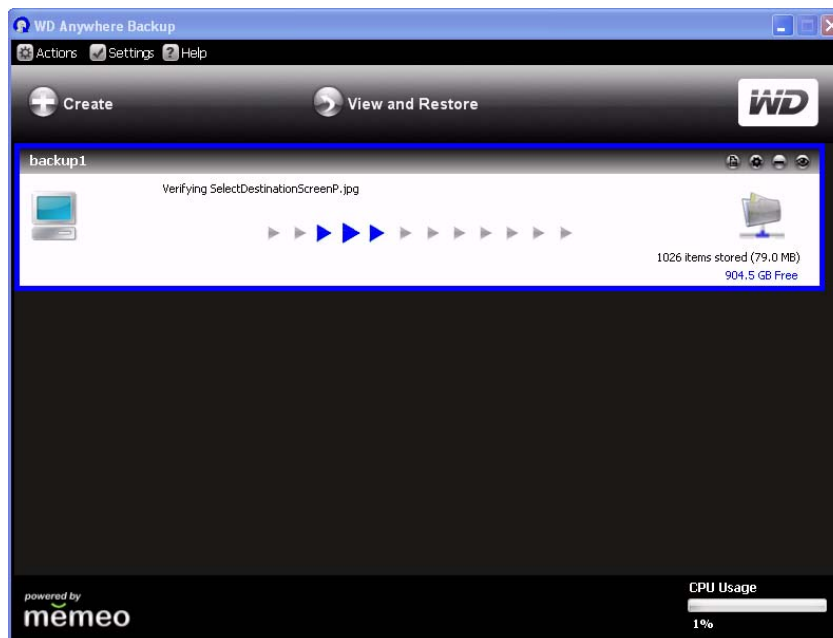 WD Anywhere Backup
Actions Settings ? Help
Create
View and Restore
WD
backup1
Verifying SelectDestinationScreenP.jpg
1026 items stored (79.0 MB)
904.5 GB Free
powered by
mĕmeo
CPU Usage
1%